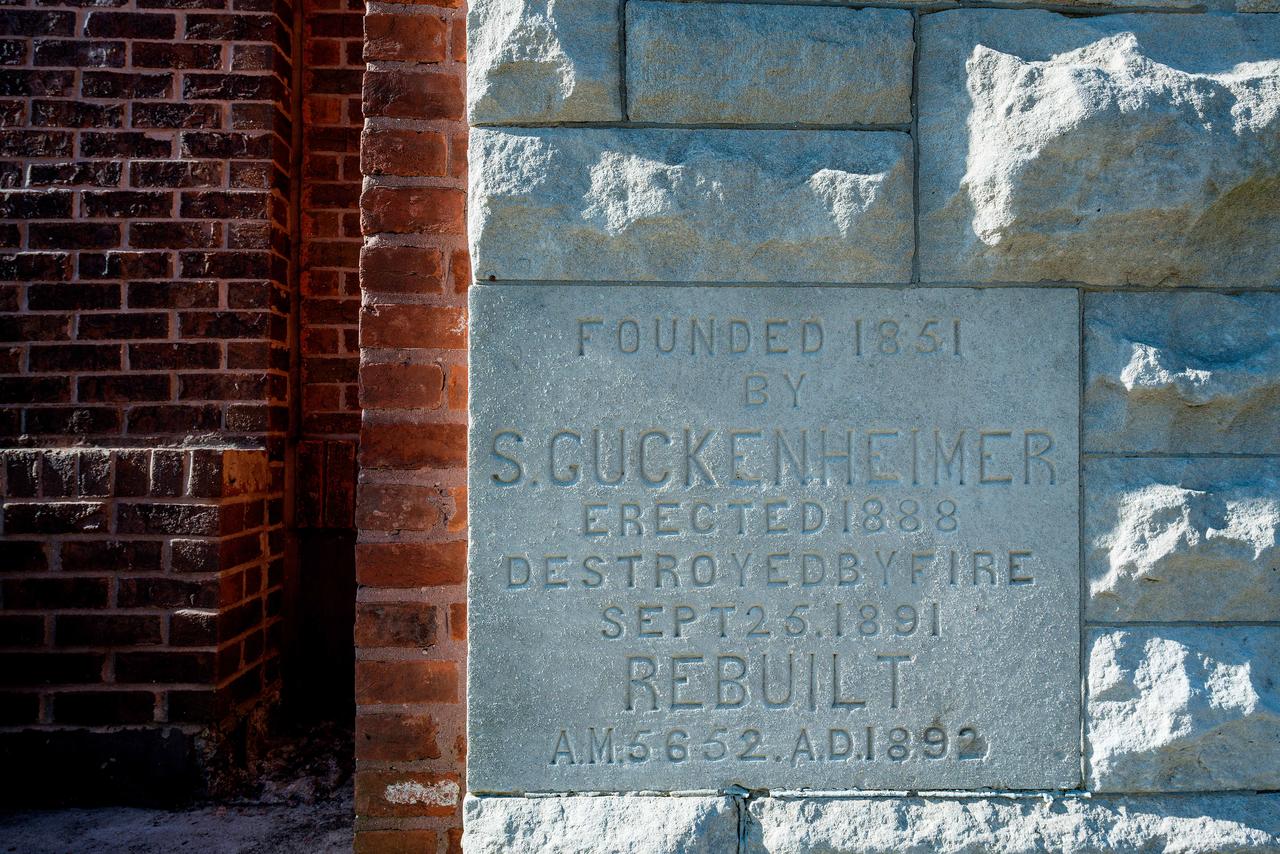 FOUNDED 1851
BY
S.GUCKENHEIMER
ERECTED 1888
DESTROYED BY FIRE
SEPT 25.1891
REBUILT
A.M.5652.A.D.1892